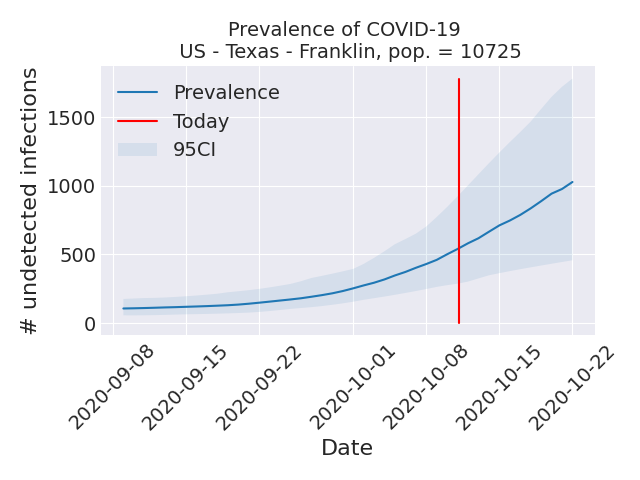 Prevalence of COVID-19
US - Texas - Franklin, pop. = 10725
# undetected infections
1500
1000
500
0
Prevalence
Today
95CI
2020-09-08
2020-09-15
2020-09-22
2020-10-01
2020-10-08
2020-10-15
2020-10-22
Date